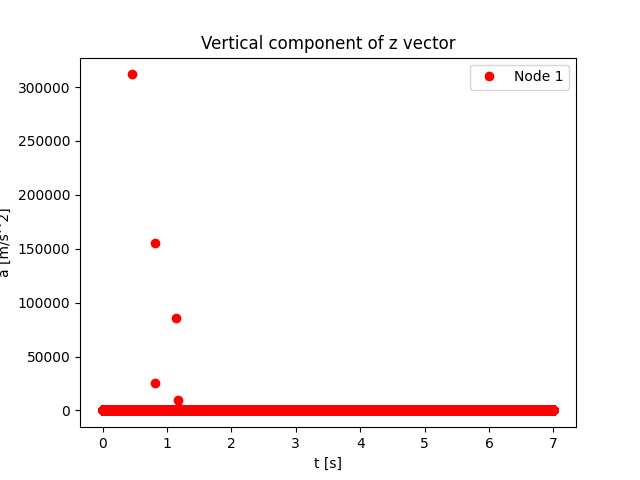 Vertical component of z vector
Node 1
300000
250000
200000
150000
100000
50000
0
a [m/s**2]
0 1 2 3 4 5 6 7
t [s]